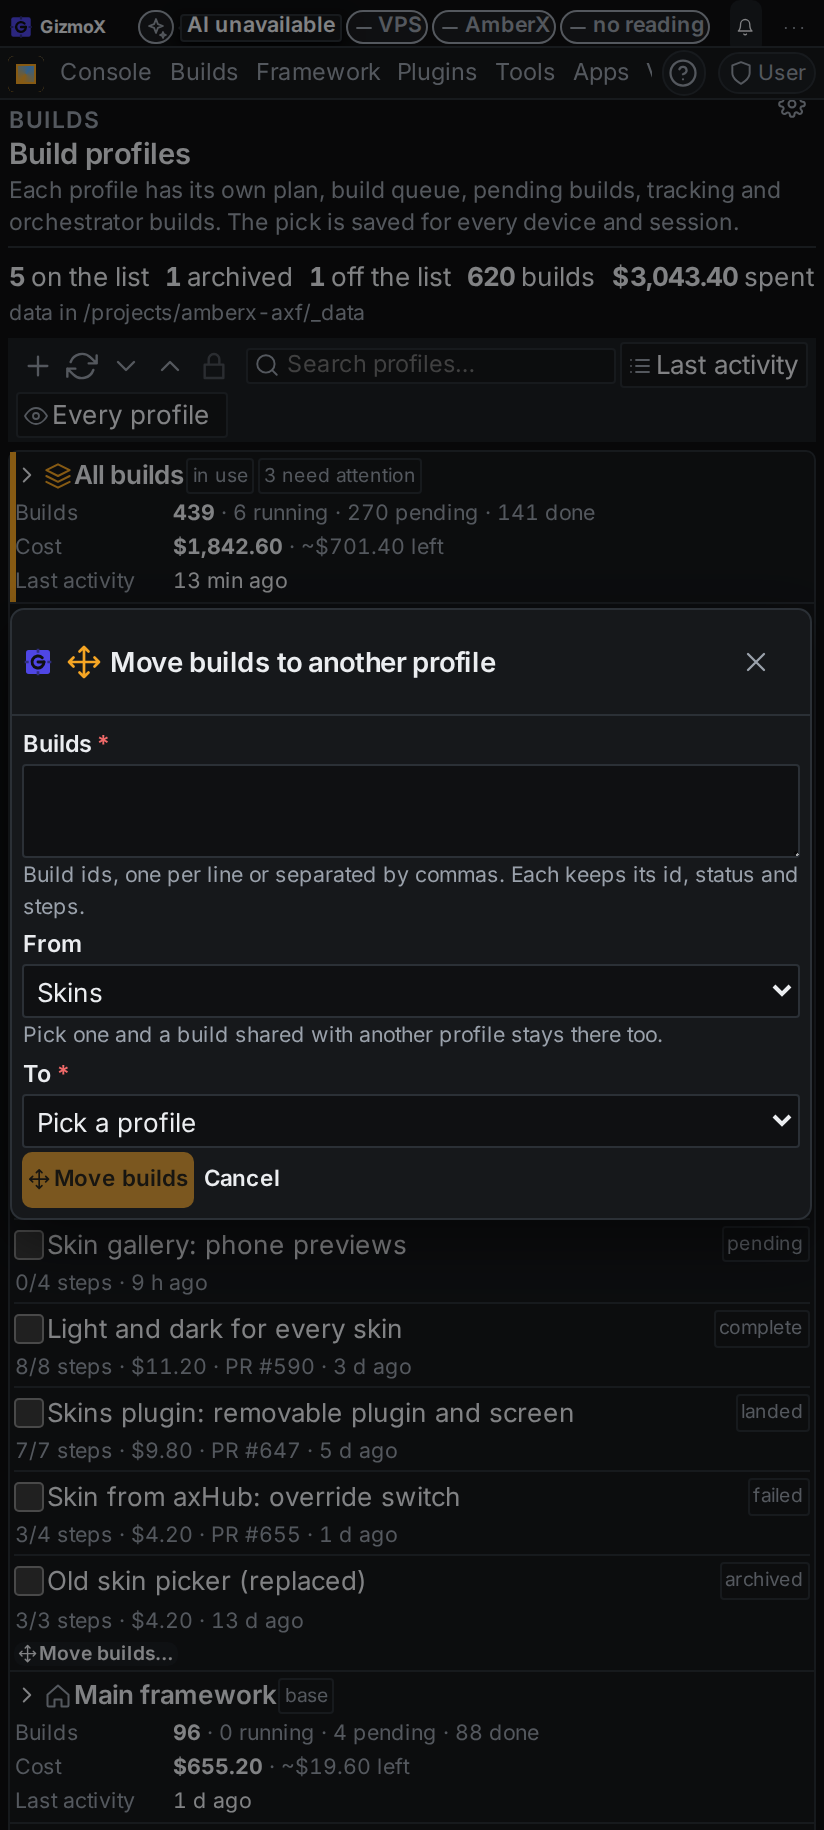 GizmoX
AI unavailable
— VPS
— AmberX
— no reading
...
Console Builds Framework Plugins Tools Apps
User
BUILDS
Build profiles
Each profile has its own plan, build queue, pending builds, tracking and
orchestrator builds. The pick is saved for every device and session.
5 on the list 1 archived 1 off the list 620 builds $3,043.40 spent
data in /projects/amberx-axf/_data
Search profiles...
Last activity
Every profile
All builds in use 3 need attention
Builds 439 · 6 running · 270 pending · 141 done
Cost $1,842.60 · ~$701.40 left
Last activity 13 min ago
Move builds to another profile
Builds *
Build ids, one per line or separated by commas. Each keeps its id, status and
steps.
From
Skins
Pick one and a build shared with another profile stays there too.
To *
Pick a profile
Move builds Cancel
Skin gallery: phone previews pending
0/4 steps · 9 h ago
Light and dark for every skin complete
8/8 steps · $11.20 · PR #590 · 3 d ago
Skins plugin: removable plugin and screen landed
7/7 steps · $9.80 · PR #647 · 5 d ago
Skin from axHub: override switch failed
3/4 steps · $4.20 · PR #655 · 1 d ago
Old skin picker (replaced) archived
3/3 steps · $4.20 · 13 d ago
Move builds...
Main framework base
Builds 96 · 0 running · 4 pending · 88 done
Cost $655.20 · ~$19.60 left
Last activity 1 d ago